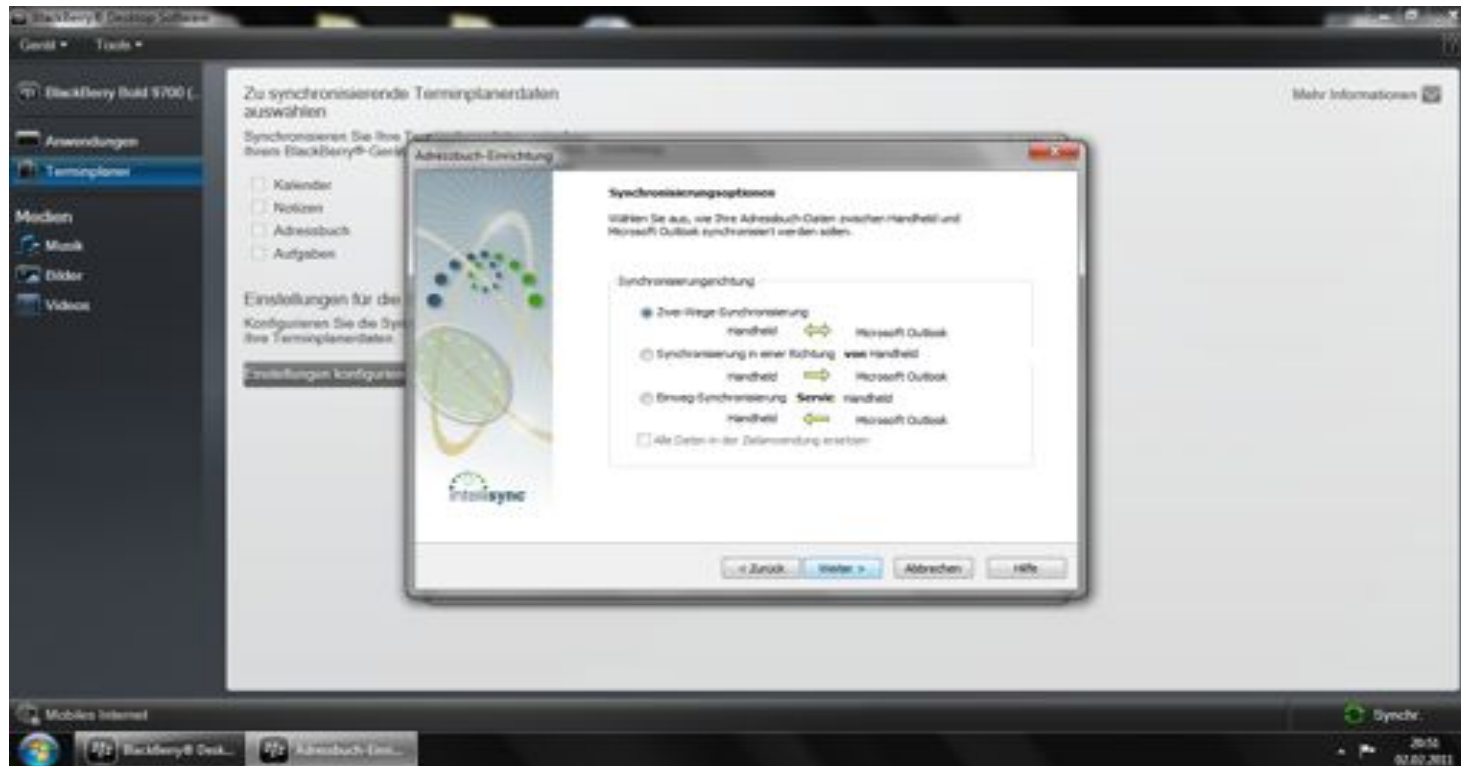 BlackBerry® Desktop Software
Gerät Tools
BlackBerry Bold 9700 (..
Anwendungen
Terminplaner
Medien
Musik
Bilder
Videos
Zu synchronisierende Terminplanerdaten
auswählen
Synchronisieren Sie Ihre
Ihrem BlackBerry®-Gerät
Kalender
Notizen
Adressbuch
Aufgaben
Einstellungen für die
Konfigurieren Sie die Syn
Ihre Terminplanerdaten.
Einstellungen konfigurieren
Mehr Informationen
Adressbuch-Einrichtung
Synchronisierungsoptionen
Wählen Sie aus, wie Ihre Adressbuch-Daten zwischen Handheld und
Microsoft Outlook synchronisiert werden sollen.
Synchronisierungsrichtung
Zwei-Wege-Synchronisierung
Handheld Microsoft Outlook
Synchronisierung in einer Richtung von Handheld
Handheld Microsoft Outlook
Einweg-Synchronisierung Servic Handheld
Handheld Microsoft Outlook
Alle Daten in der Zielanwendung ersetzen
intellisync
< Zurück Weiter > Abbrechen Hilfe
Mobiles Internet
Synchr.
BlackBerry® Desk...
Adressbuch-Einri...
20:51
02.02.2011